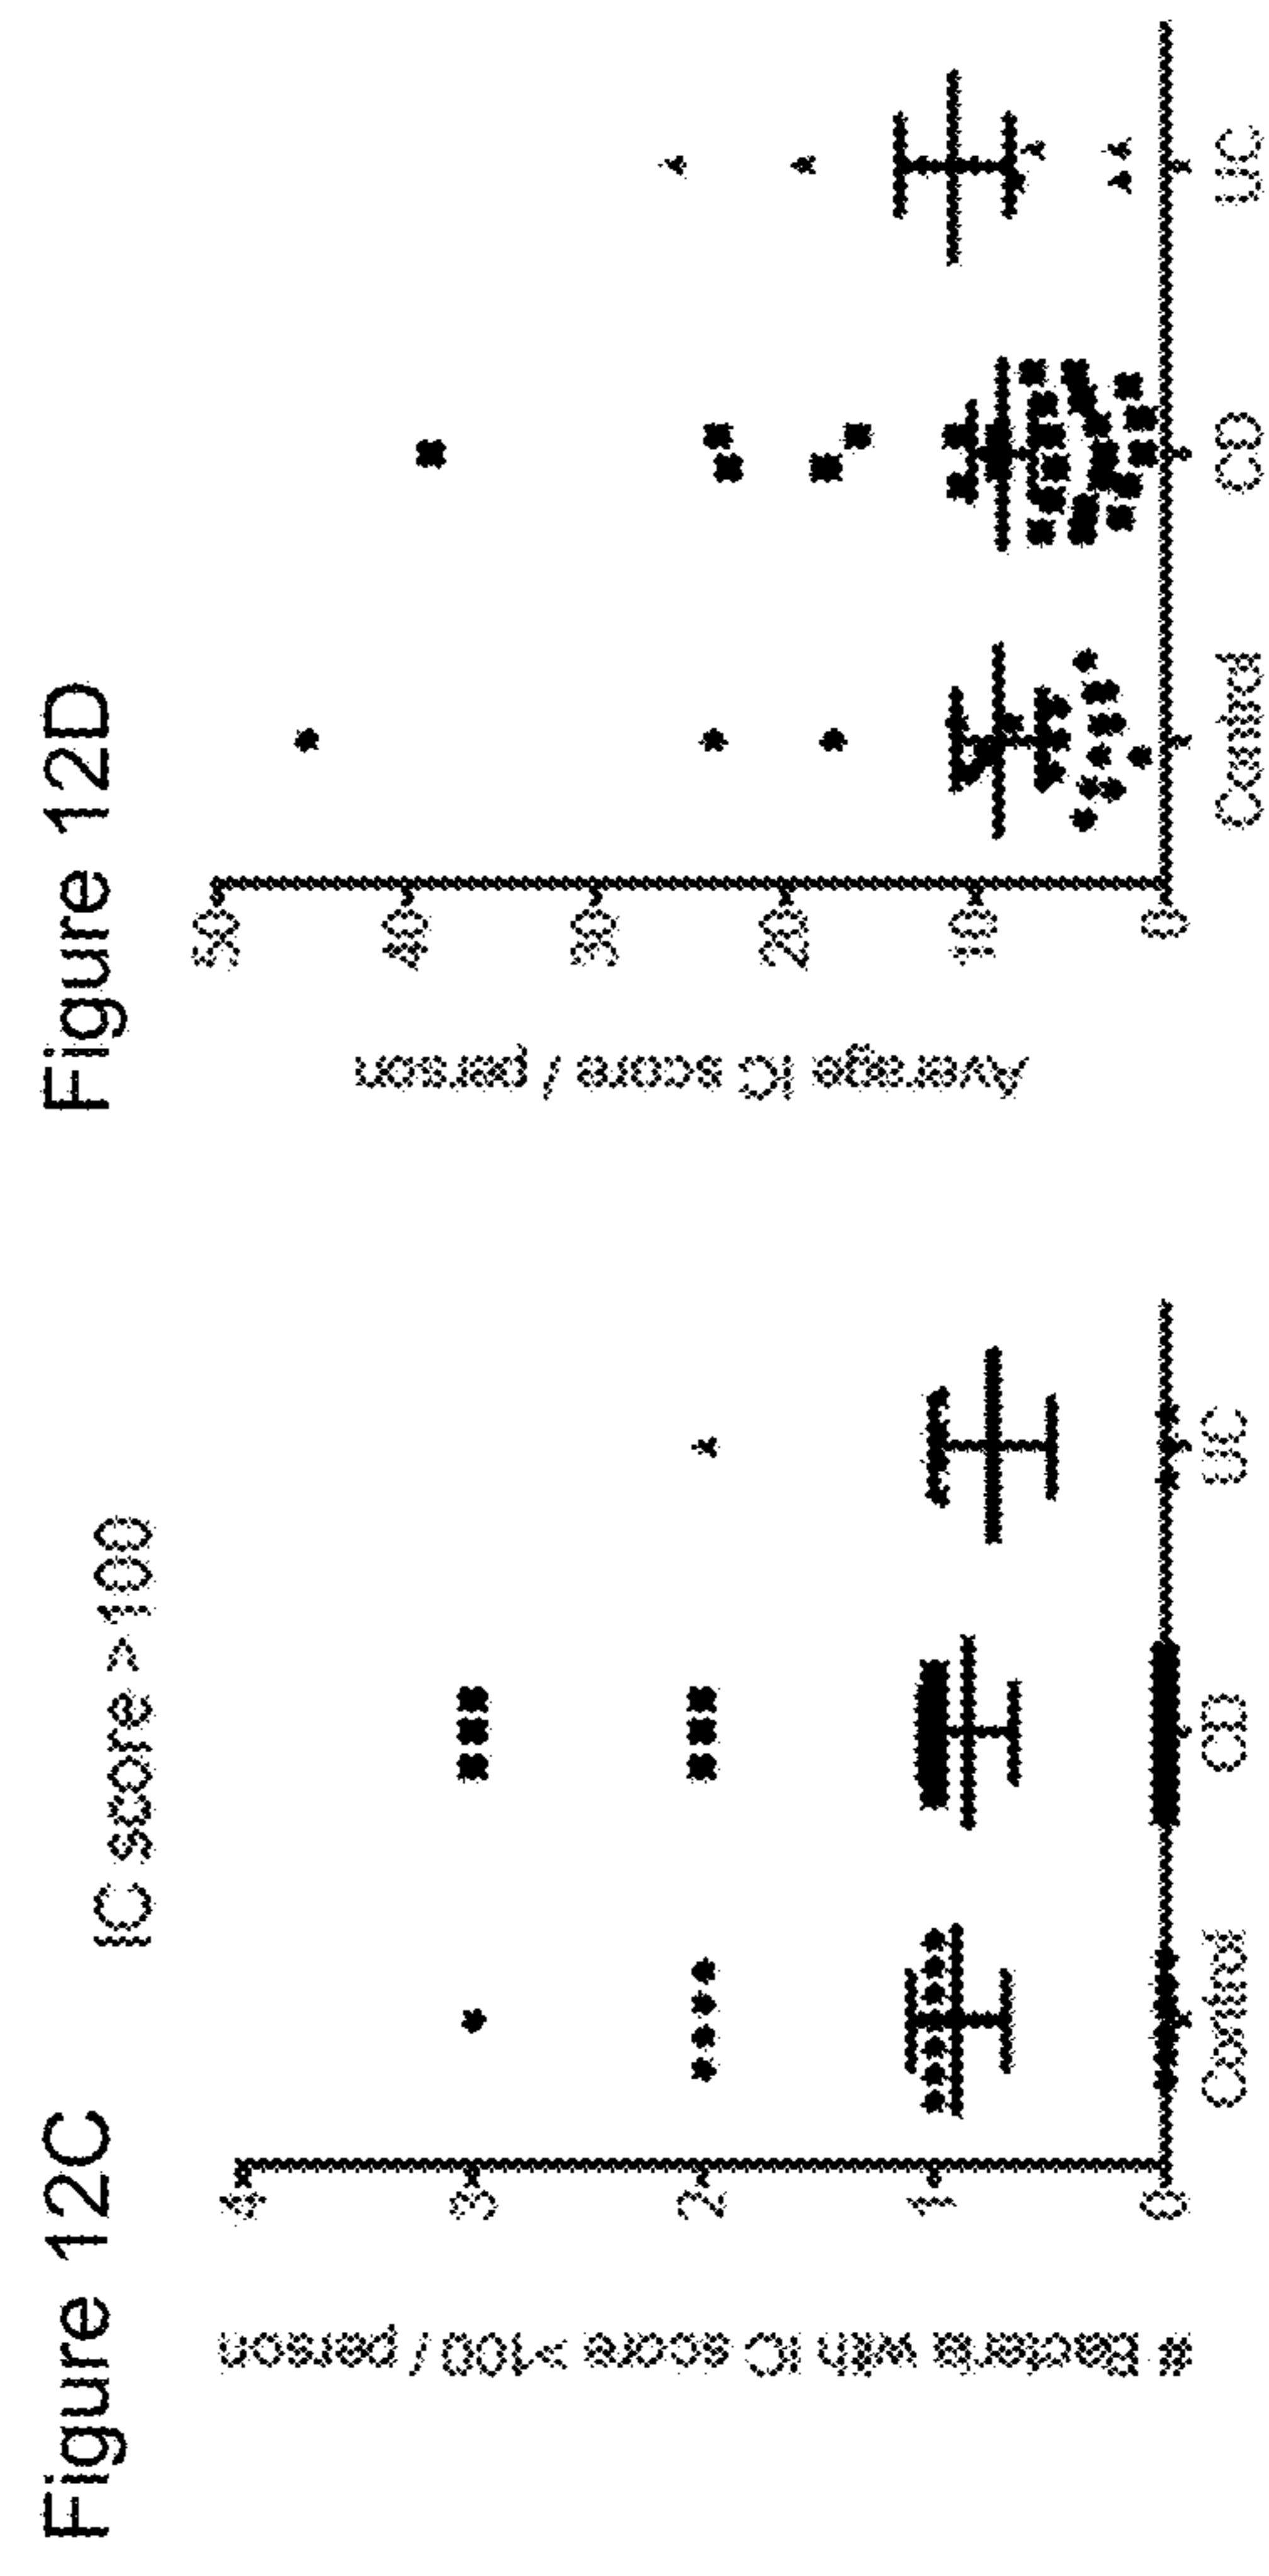 Figure 12C
IC score >100
# Bacteria with IC score >100 / person
4
3
2
1
0
Control
CD
UC
Figure 12D
Average IC score / person
50
40
30
20
10
0
Control
CD
UC